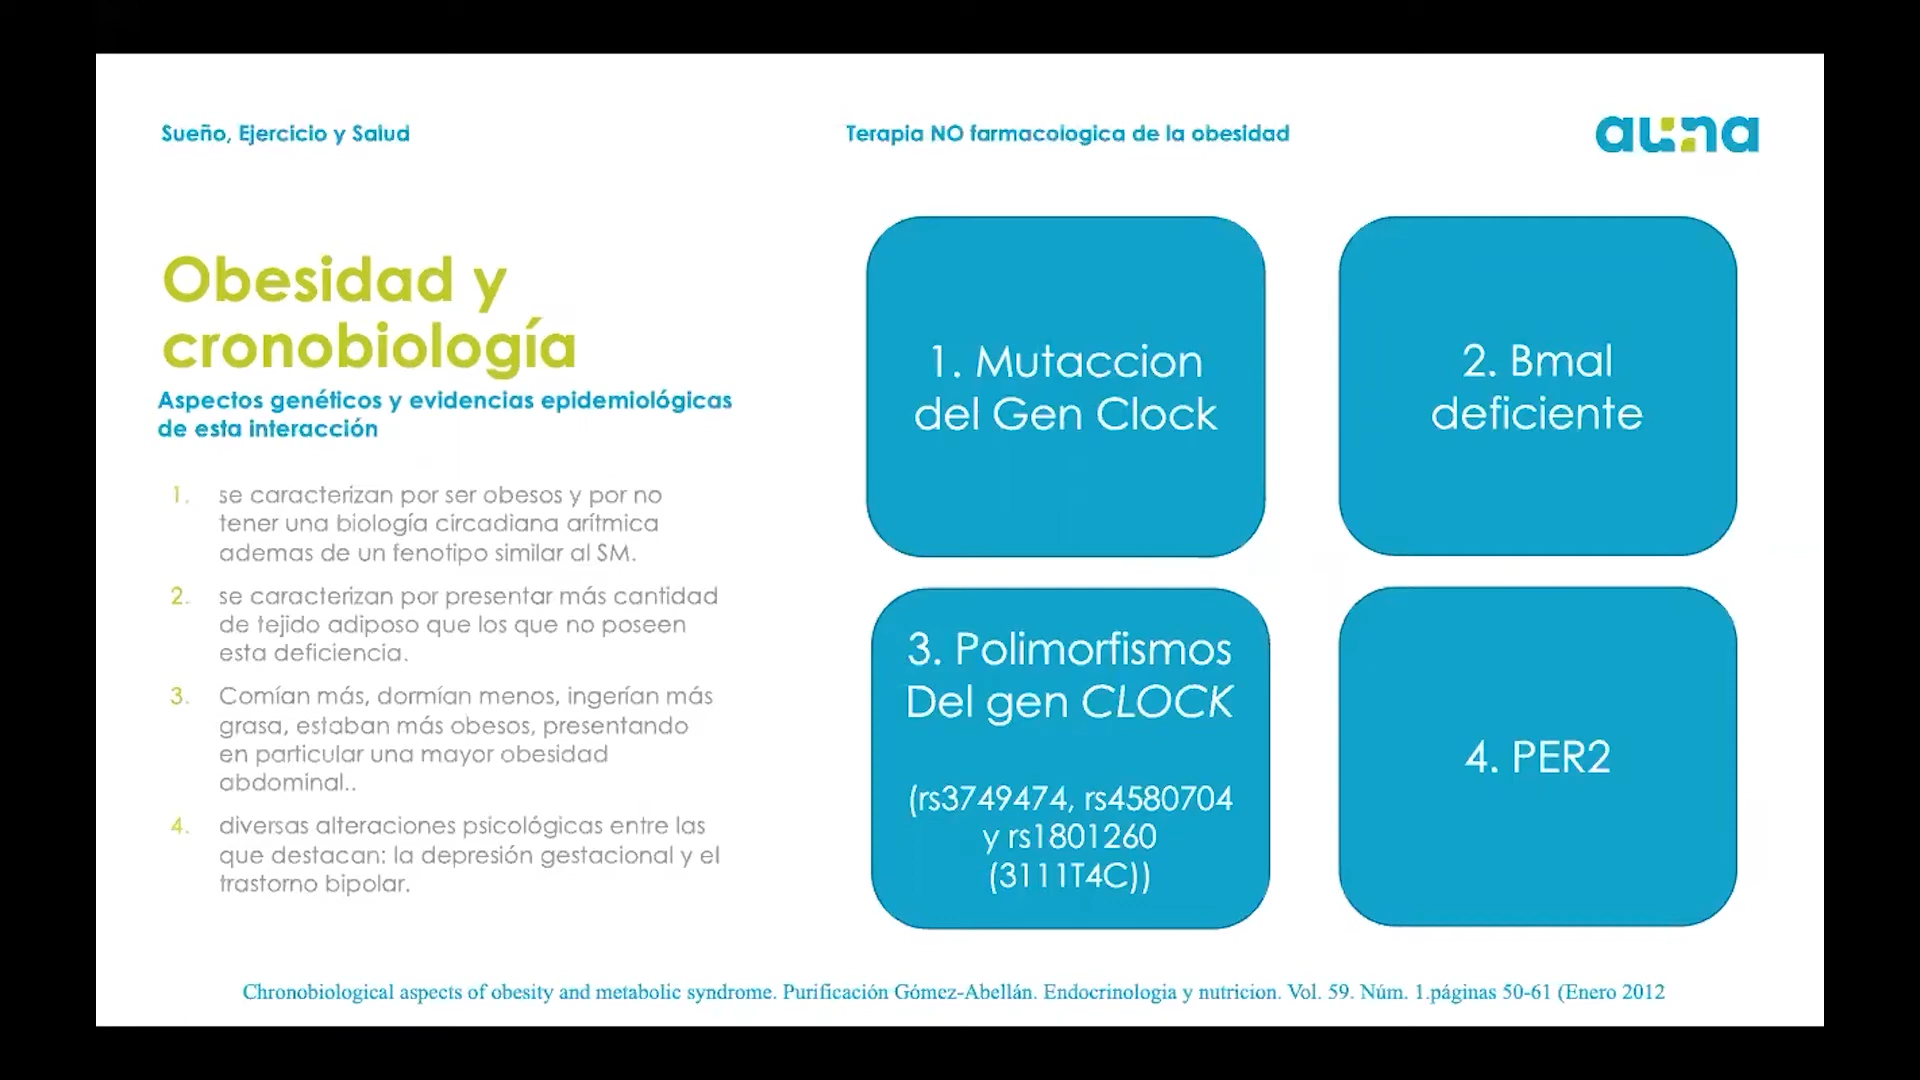 Sueño, Ejercicio y Salud
Terapia NO farmacologica de la obesidad
auna
Obesidad y
cronobiología
Aspectos genéticos y evidencias epidemiológicas
de esta interacción
1. se caracterizan por ser obesos y por no
tener una biología circadiana arítmica
ademas de un fenotipo similar al SM.
2. se caracterizan por presentar más cantidad
de tejido adiposo que los que no poseen
esta deficiencia.
3. Comían más, dormían menos, ingerían más
grasa, estaban más obesos, presentando
en particular una mayor obesidad
abdominal..
4. diversas alteraciones psicológicas entre las
que destacan: la depresión gestacional y el
trastorno bipolar.
1. Mutaccion
del Gen Clock
2. Bmal
deficiente
3. Polimorfismos
Del gen CLOCK
(rs3749474, rs4580704
y rs1801260
(3111T4C))
4. PER2
Chronobiological aspects of obesity and metabolic syndrome. Purificación Gómez-Abellán. Endocrinologia y nutricion. Vol. 59. Núm. 1.páginas 50-61 (Enero 2012